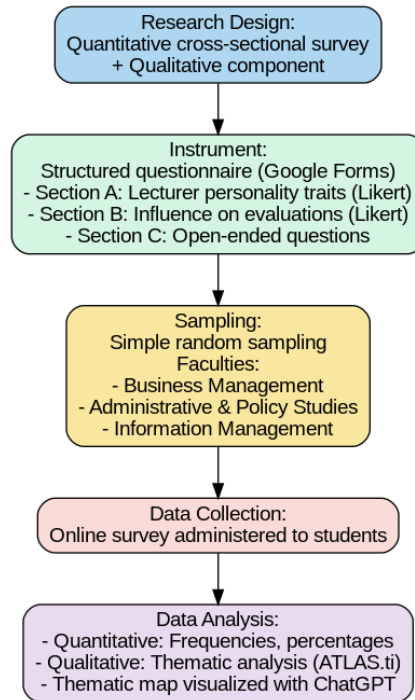 Research Design:
Quantitative cross-sectional survey
+ Qualitative component
Instrument:
Structured questionnaire (Google Forms)
- Section A: Lecturer personality traits (Likert)
- Section B: Influence on evaluations (Likert)
- Section C: Open-ended questions
Sampling:
Simple random sampling
Faculties:
- Business Management
- Administrative & Policy Studies
- Information Management
Data Collection:
Online survey administered to students
Data Analysis:
- Quantitative: Frequencies, percentages
- Qualitative: Thematic analysis (ATLAS.ti)
- Thematic map visualized with ChatGPT